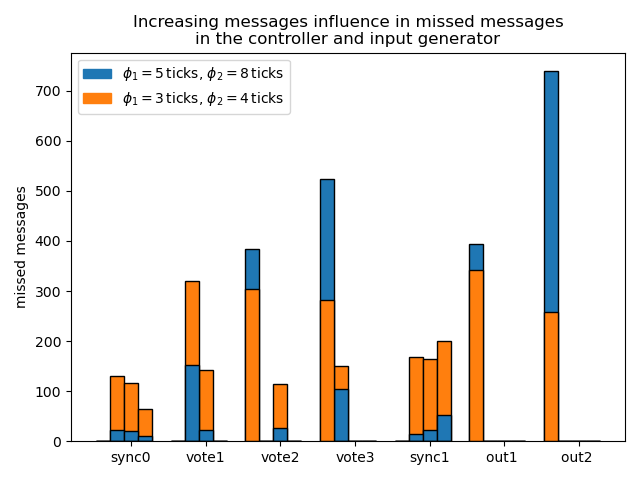 Increasing messages influence in missed messages
in the controller and input generator
ϕ₁ = 5 ticks, ϕ₂ = 8 ticks
ϕ₁ = 3 ticks, ϕ₂ = 4 ticks
missed messages
700
600
500
400
300
200
100
0
sync0 vote1 vote2 vote3 sync1 out1 out2